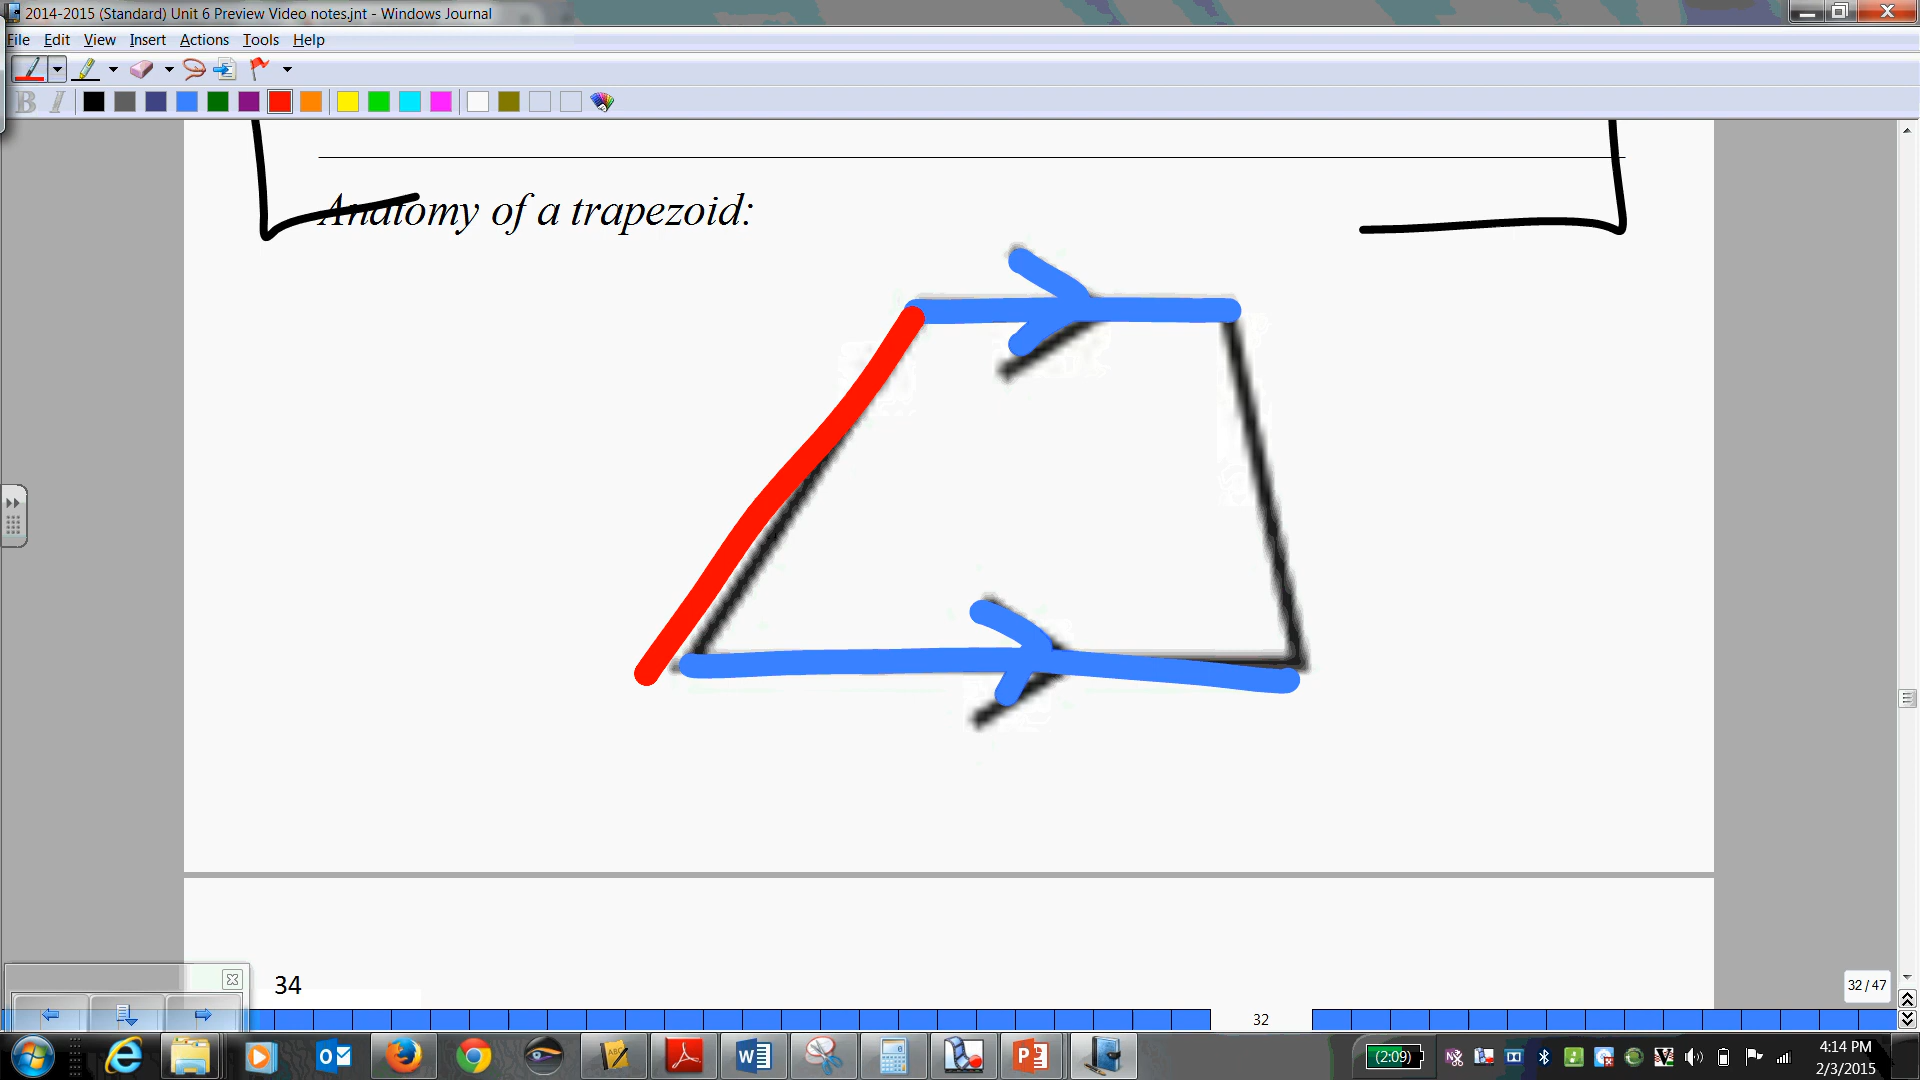 2014-2015 (Standard) Unit 6 Preview Video notes.jnt - Windows Journal
File Edit View Insert Actions Tools Help
B I
Anatomy of a trapezoid:
34
32 / 47
32
(2:09)
4:14 PM
2/3/2015